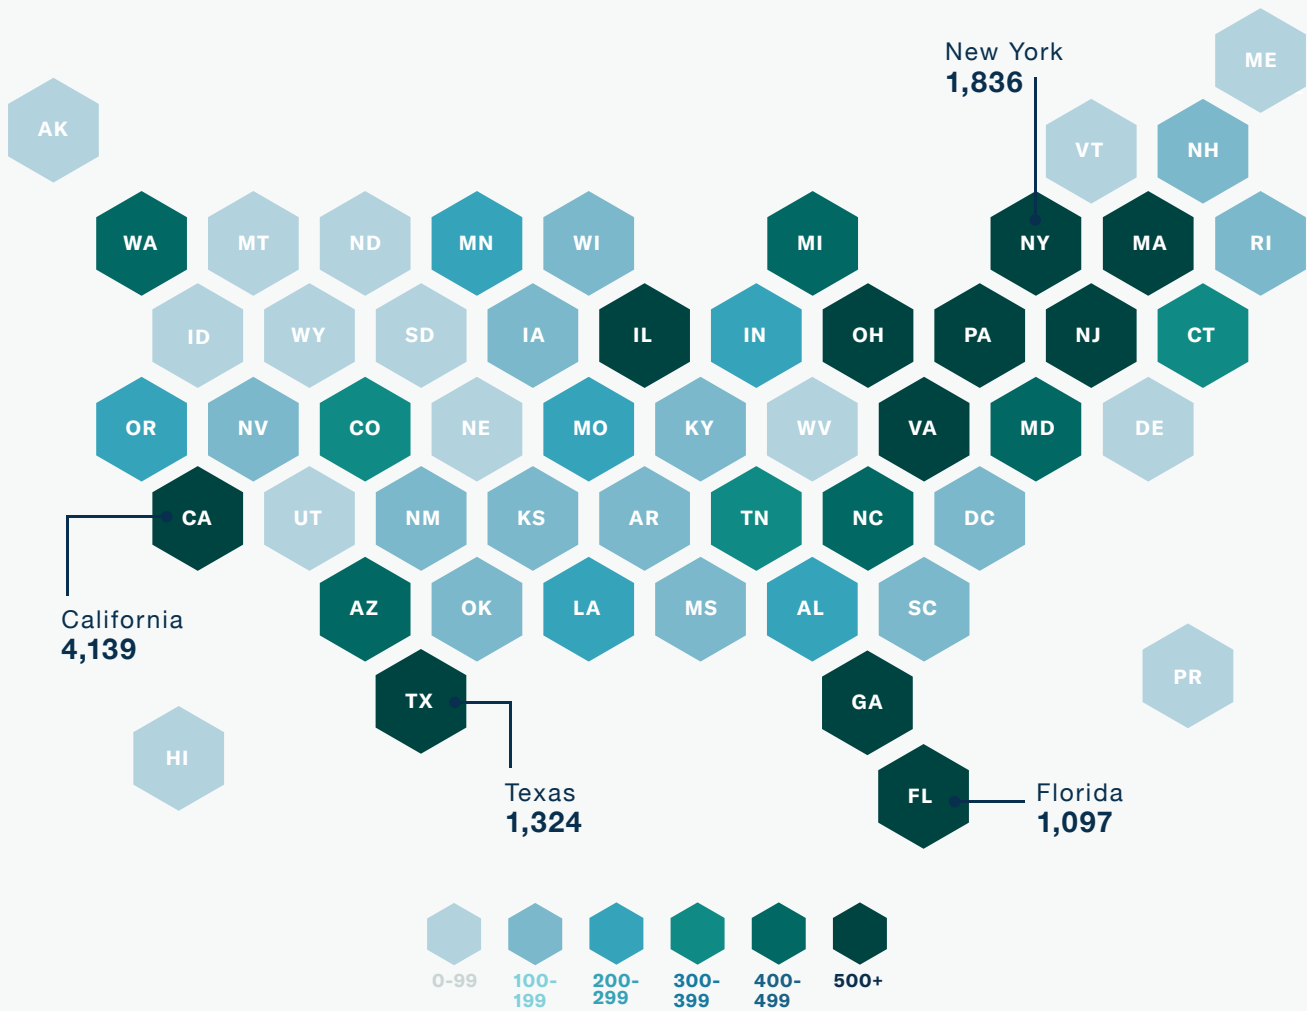 New York
1,836
ME
AK
VT
NH
WA
MT
ND
MN
WI
MI
NY
MA
RI
ID
WY
SD
IA
IL
IN
OH
PA
NJ
CT
OR
NV
CO
NE
MO
KY
WV
VA
MD
DE
CA
UT
NM
KS
AR
TN
NC
DC
AZ
OK
LA
MS
AL
SC
California
4,139
PR
TX
GA
HI
Texas
1,324
FL
Florida
1,097
0-99
100-
199
200-
299
300-
399
400-
499
500+